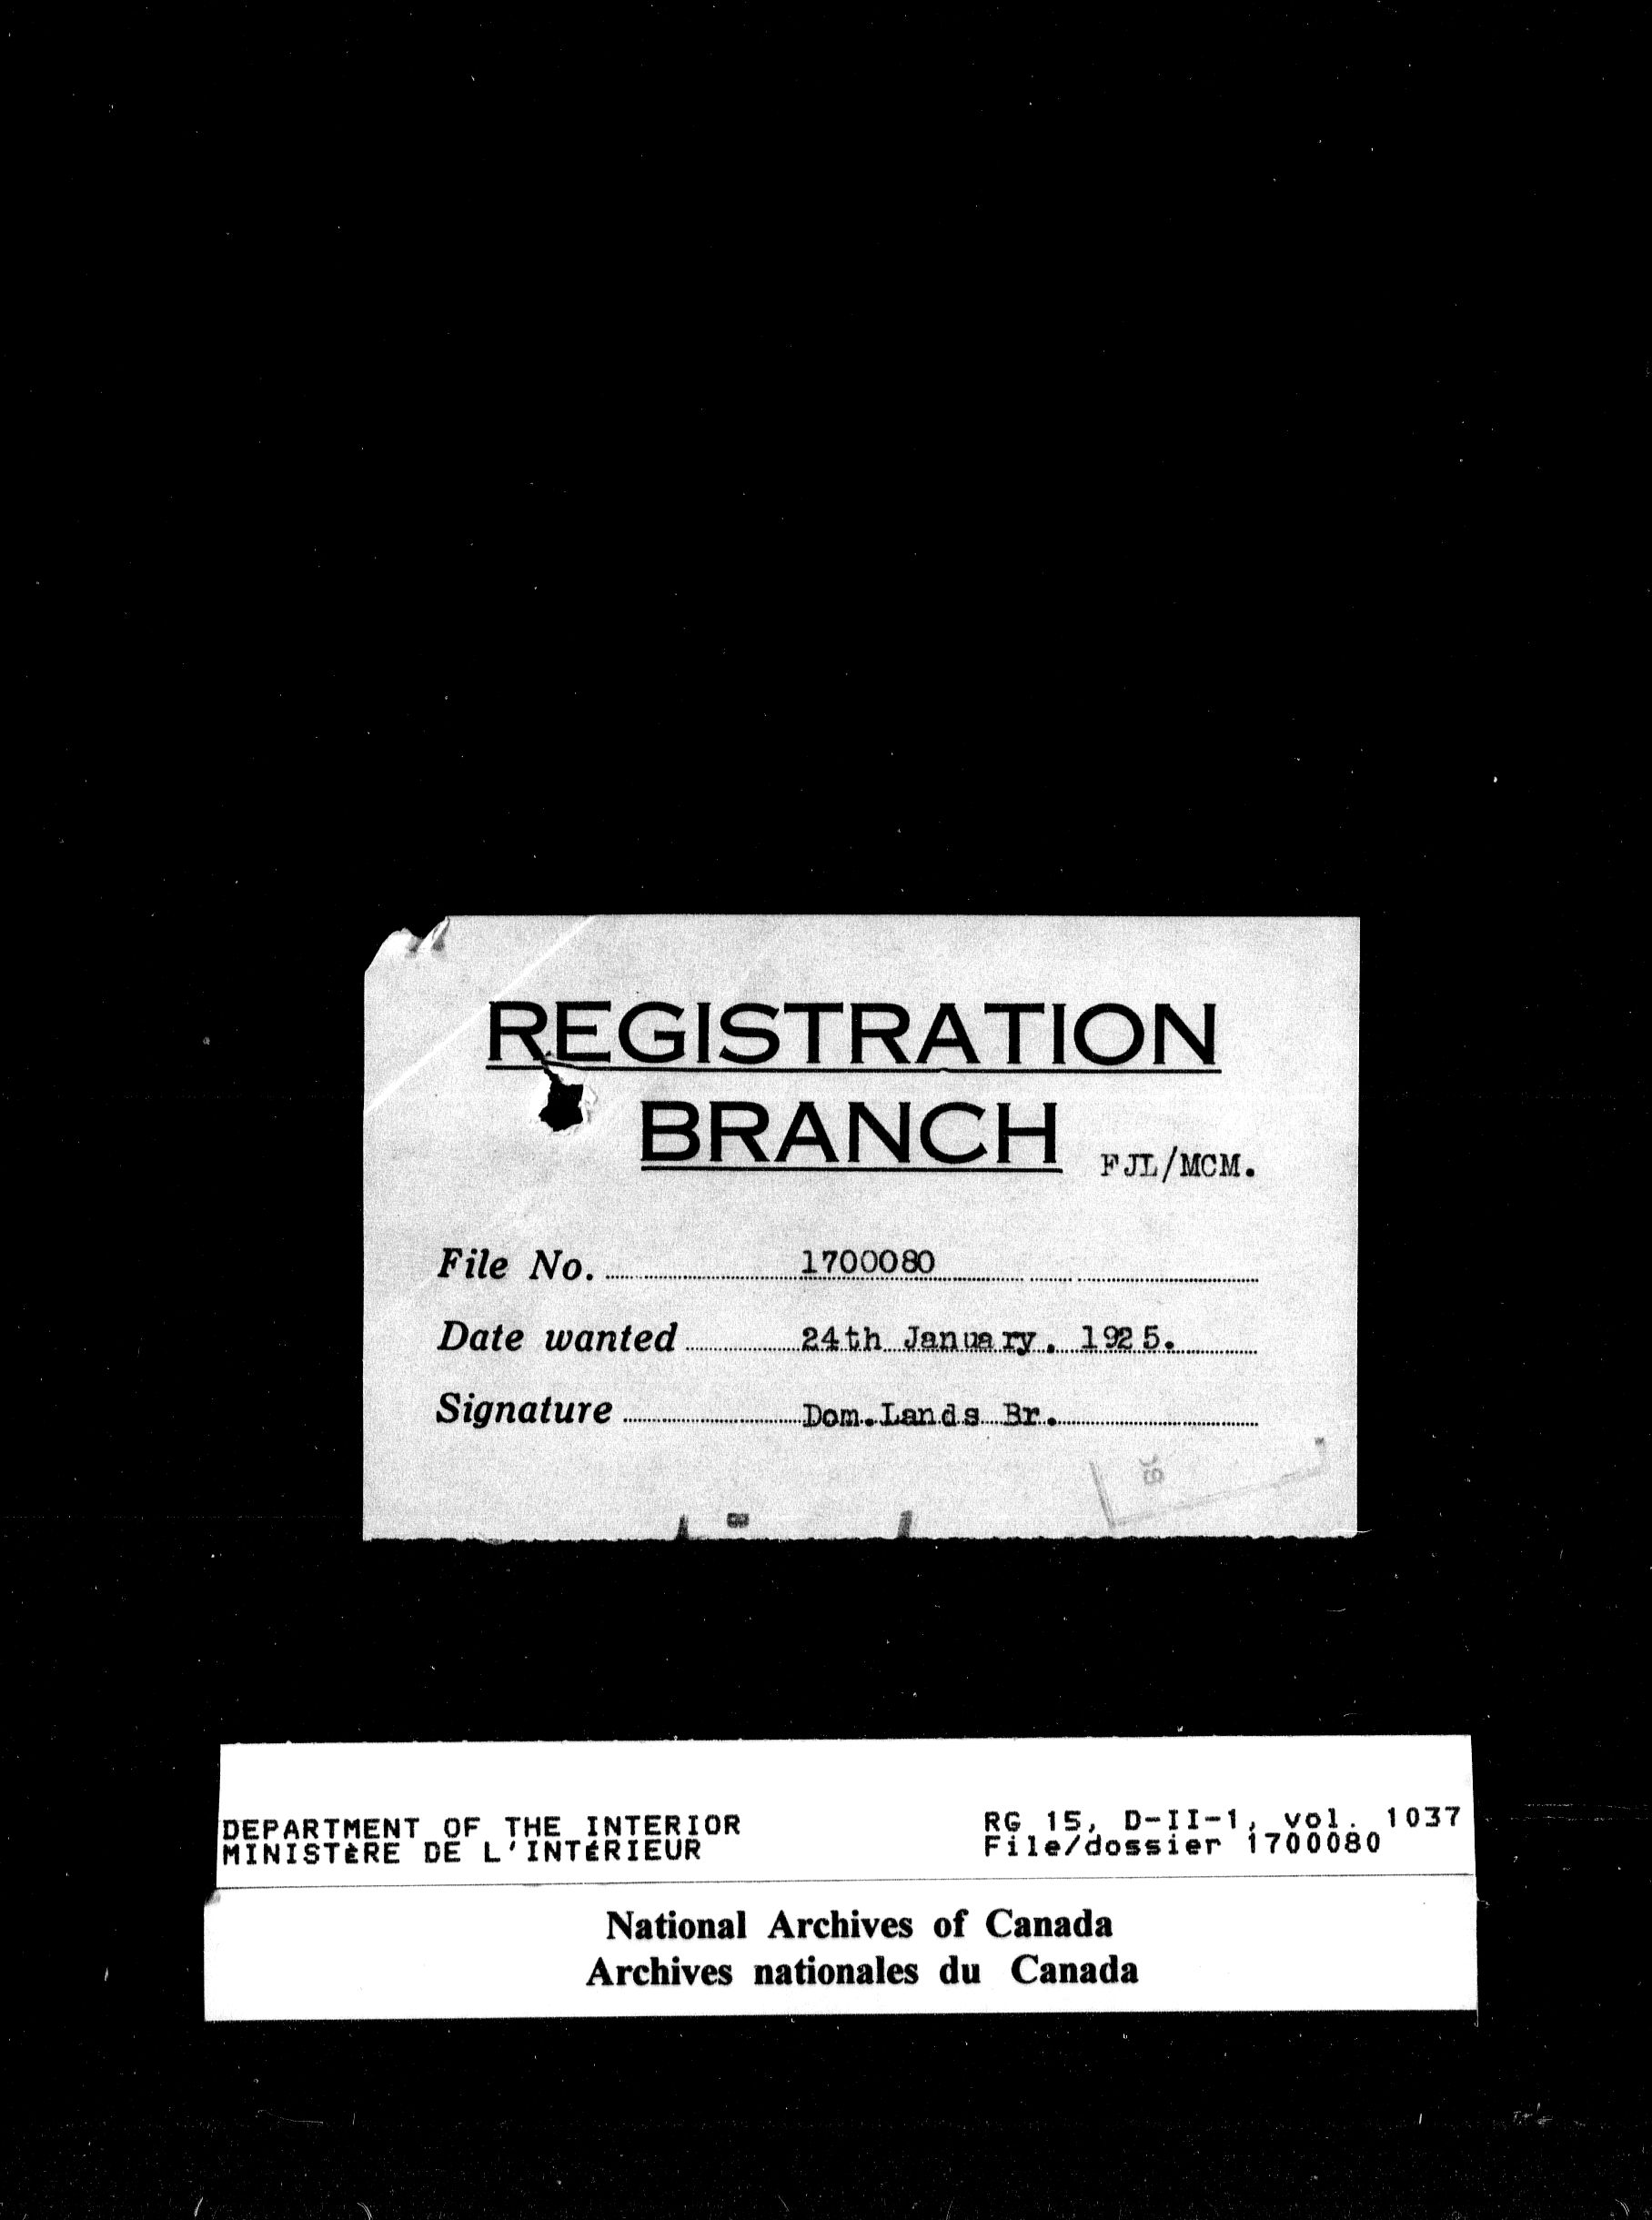 REGISTRATION
BRANCH
FJL/MCM.
File No. 1700080
Date wanted 24th January. 1925.
Signature Dom. Lands Br.
DEPARTMENT OF THE INTERIOR
MINISTÈRE DE L'INTÉRIEUR
RG 15, D-II-1, vol. 1037
File/dossier 1700080
National Archives of Canada
Archives nationales du Canada